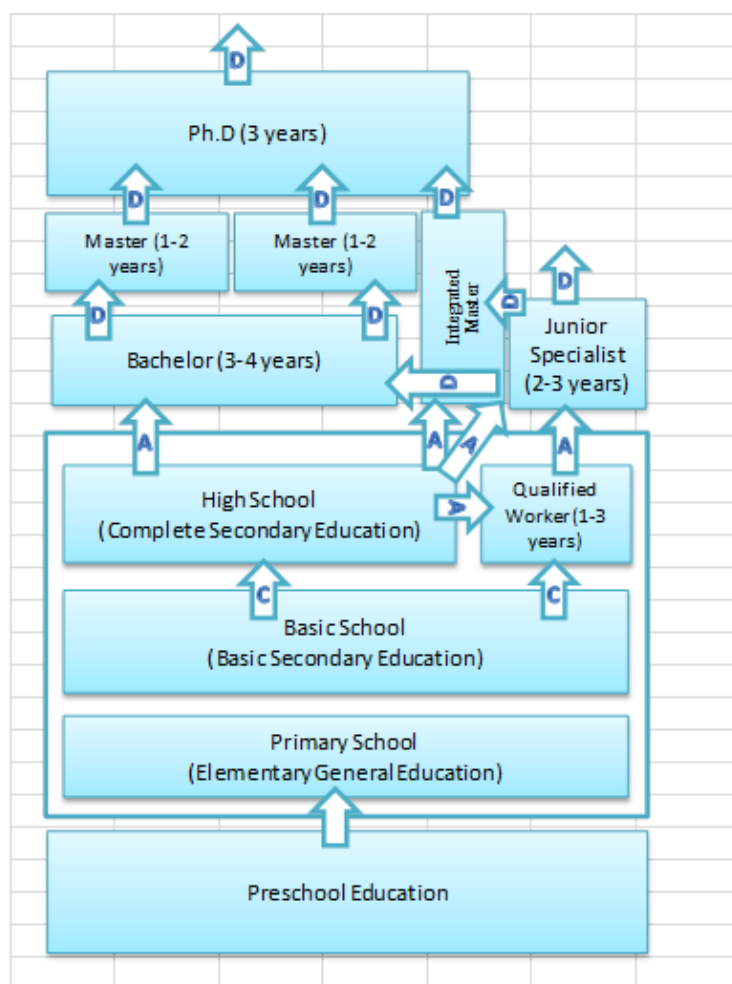 D
Ph.D (3 years)
D
D
D
Master (1-2
years)
Master (1-2
years)
Integrated
Master
D
D
D
D
Junior
Specialist
(2-3 years)
Bachelor (3-4 years)
D
A
A
A
A
High School
(Complete Secondary Education)
A
Qualified
Worker (1-3
years)
C
C
Basic School
(Basic Secondary Education)
Primary School
(Elementary General Education)
Preschool Education